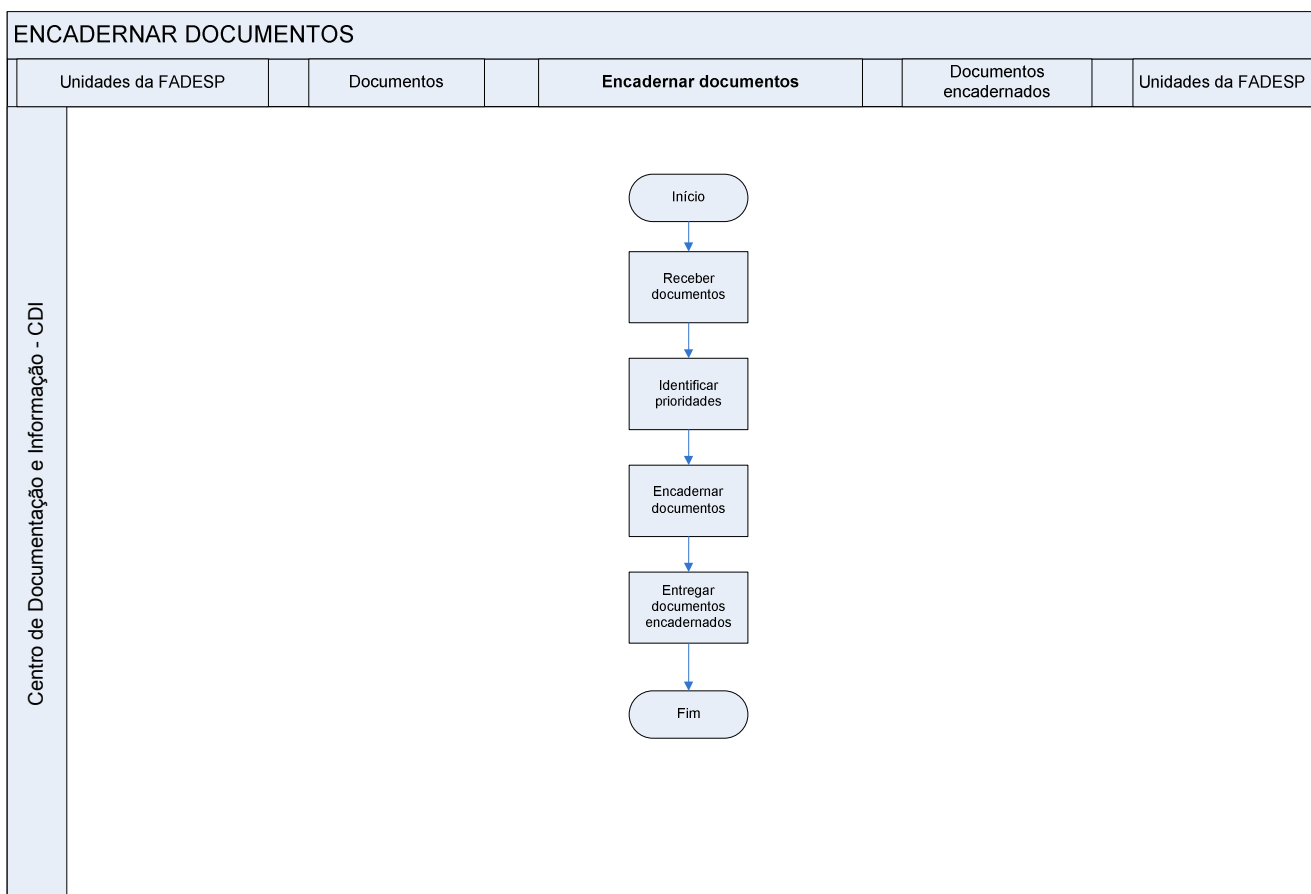 ENCADERNAR DOCUMENTOS
Unidades da FADESP
Documentos
Encadernar documentos
Documentos
encadernados
Unidades da FADESP
Centro de Documentação e Informação - CDI
Início
Receber
documentos
Identificar
prioridades
Encadernar
documentos
Entregar
documentos
encadernados
Fim